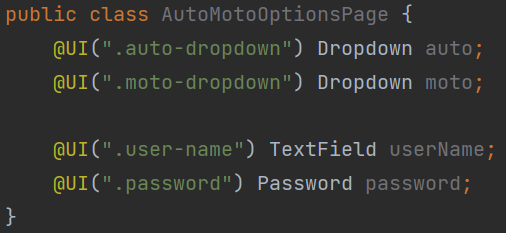 public class AutoMotoOptionsPage {
@UI(".auto-dropdown") Dropdown auto;
@UI(".moto-dropdown") Dropdown moto;
@UI(".user-name") TextField userName;
@UI(".password") Password password;
}